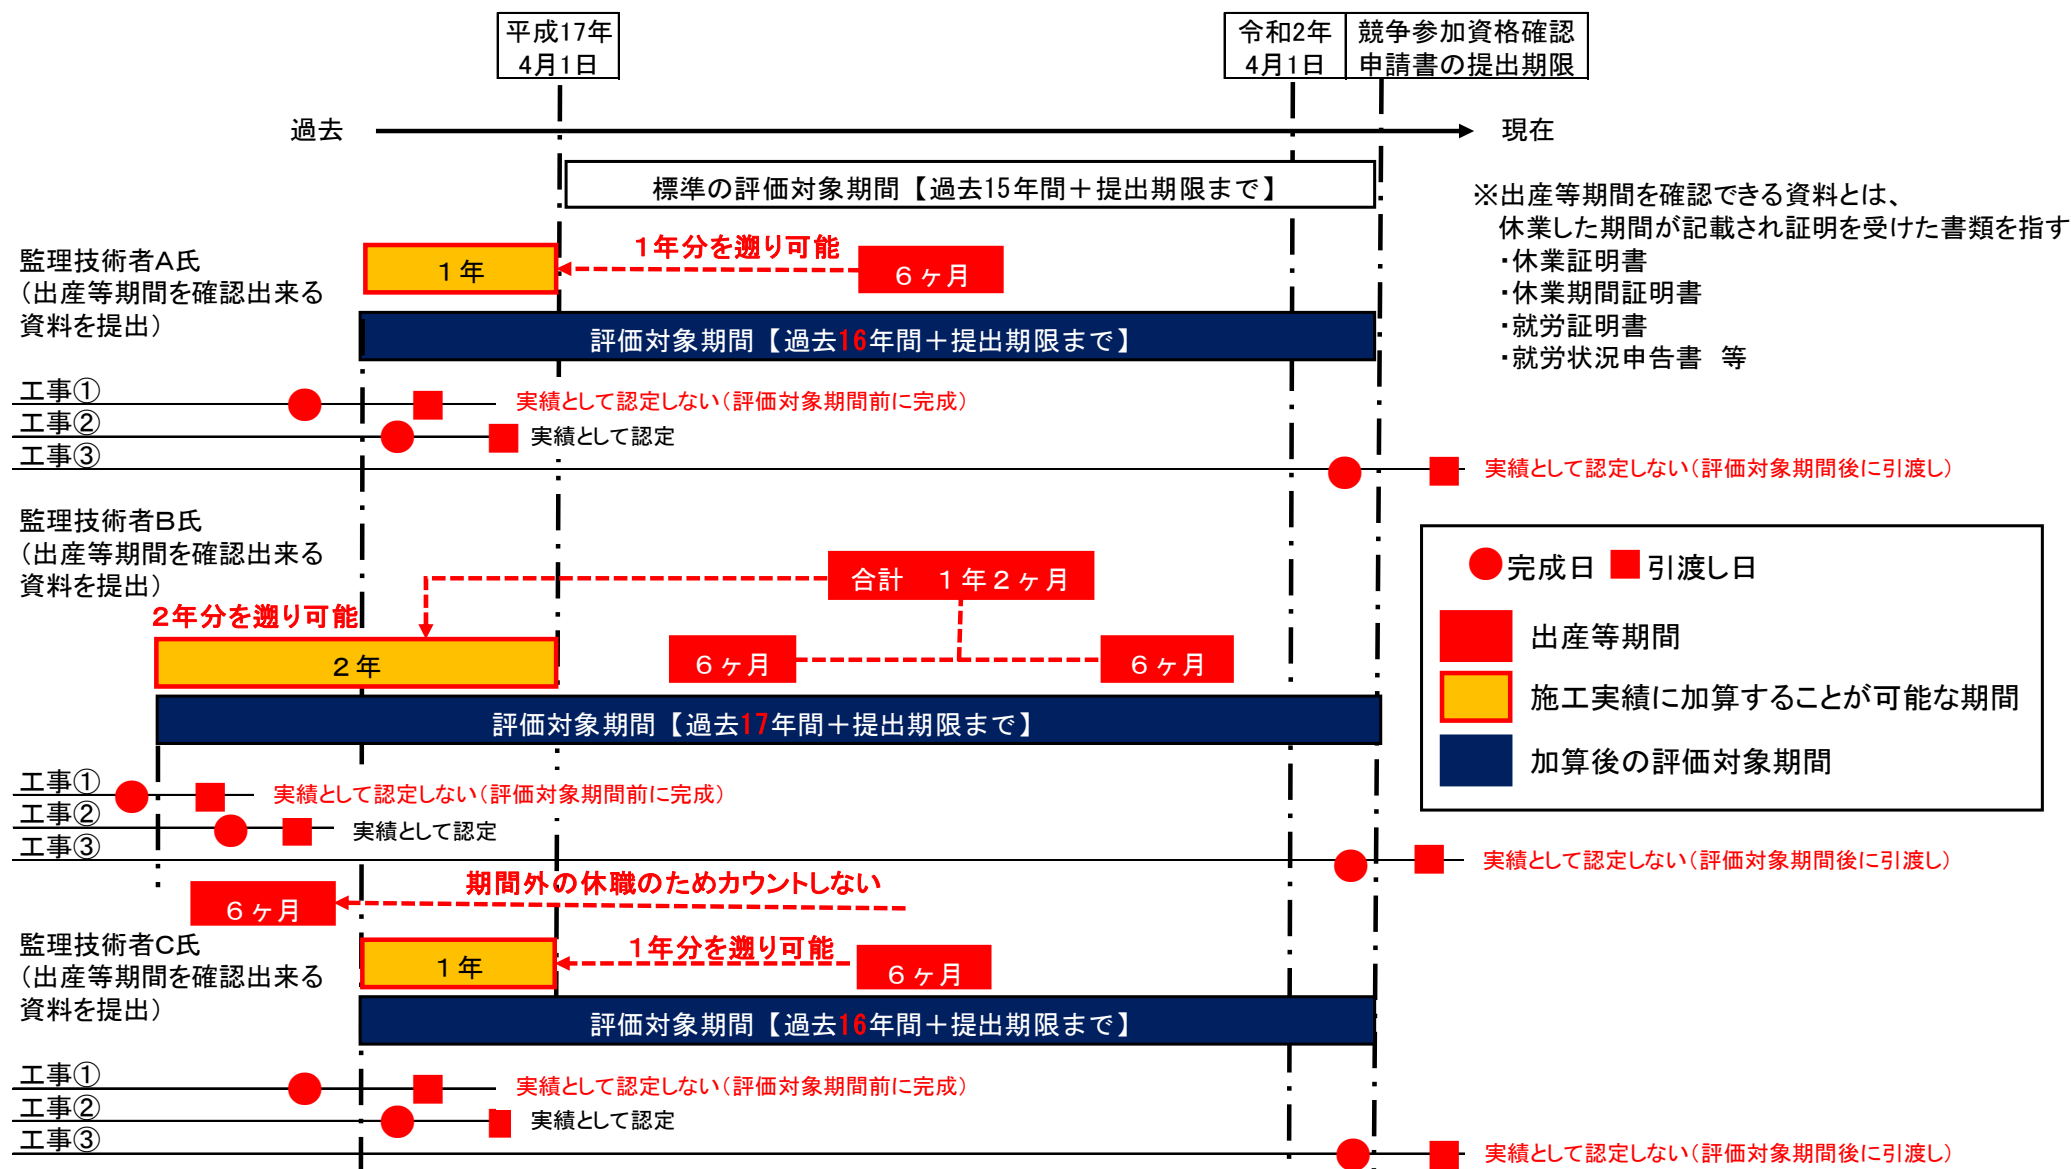 平成17年
4月1日
令和2年
4月1日
競争参加資格確認
申請書の提出期限
過去
現在
標準の評価対象期間【過去15年間＋提出期限まで】
※出産等期間を確認できる資料とは、
休業した期間が記載され証明を受けた書類を指す
・休業証明書
・休業期間証明書
・就労証明書
・就労状況申告書　等
監理技術者A氏
（出産等期間を確認出来る
資料を提出）
1年
1年分を遡り可能
6ヶ月
評価対象期間【過去16年間＋提出期限まで】
工事①
実績として認定しない（評価対象期間前に完成）
工事②
実績として認定
工事③
実績として認定しない（評価対象期間後に引渡し）
監理技術者B氏
（出産等期間を確認出来る
資料を提出）
合計　1年2ヶ月
2年分を遡り可能
2年
6ヶ月
6ヶ月
評価対象期間【過去17年間＋提出期限まで】
工事①
実績として認定しない（評価対象期間前に完成）
工事②
実績として認定
工事③
実績として認定しない（評価対象期間後に引渡し）
完成日
引渡し日
出産等期間
施工実績に加算することが可能な期間
加算後の評価対象期間
期間外の休職のためカウントしない
6ヶ月
監理技術者C氏
（出産等期間を確認出来る
資料を提出）
1年
1年分を遡り可能
6ヶ月
評価対象期間【過去16年間＋提出期限まで】
工事①
実績として認定しない（評価対象期間前に完成）
工事②
実績として認定
工事③
実績として認定しない（評価対象期間後に引渡し）